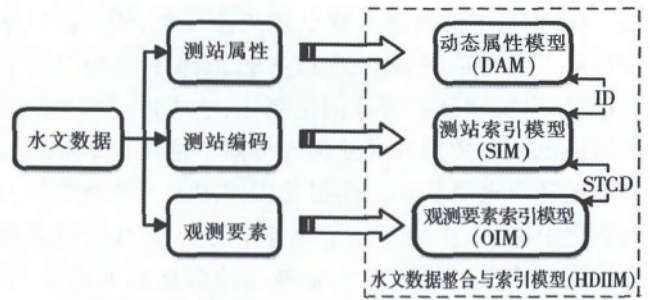 水文数据
测站属性
测站编码
观测要素
动态属性模型
(DAM)
ID
测站索引模型
(SIM)
STCD
观测要素索引模型
(OIM)
水文数据整合与索引模型(HDIIM)